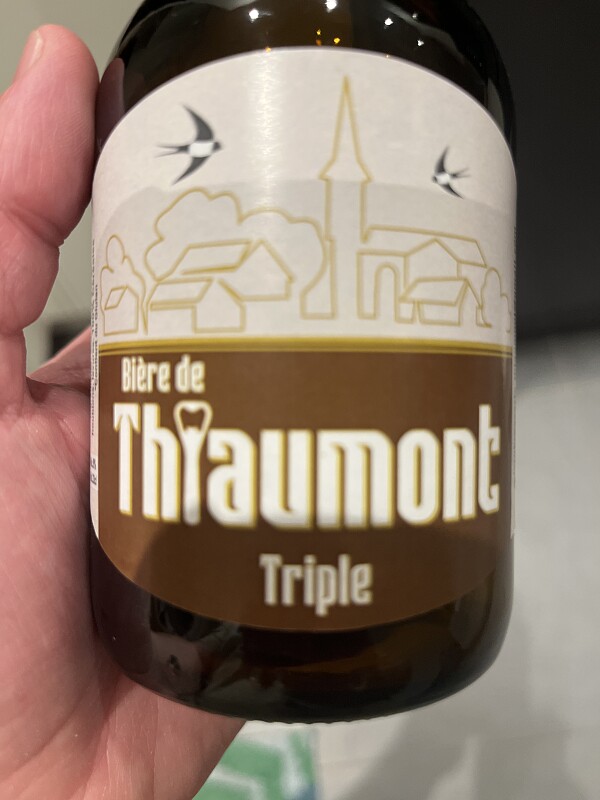 Bière de
Thiaumont
Triple